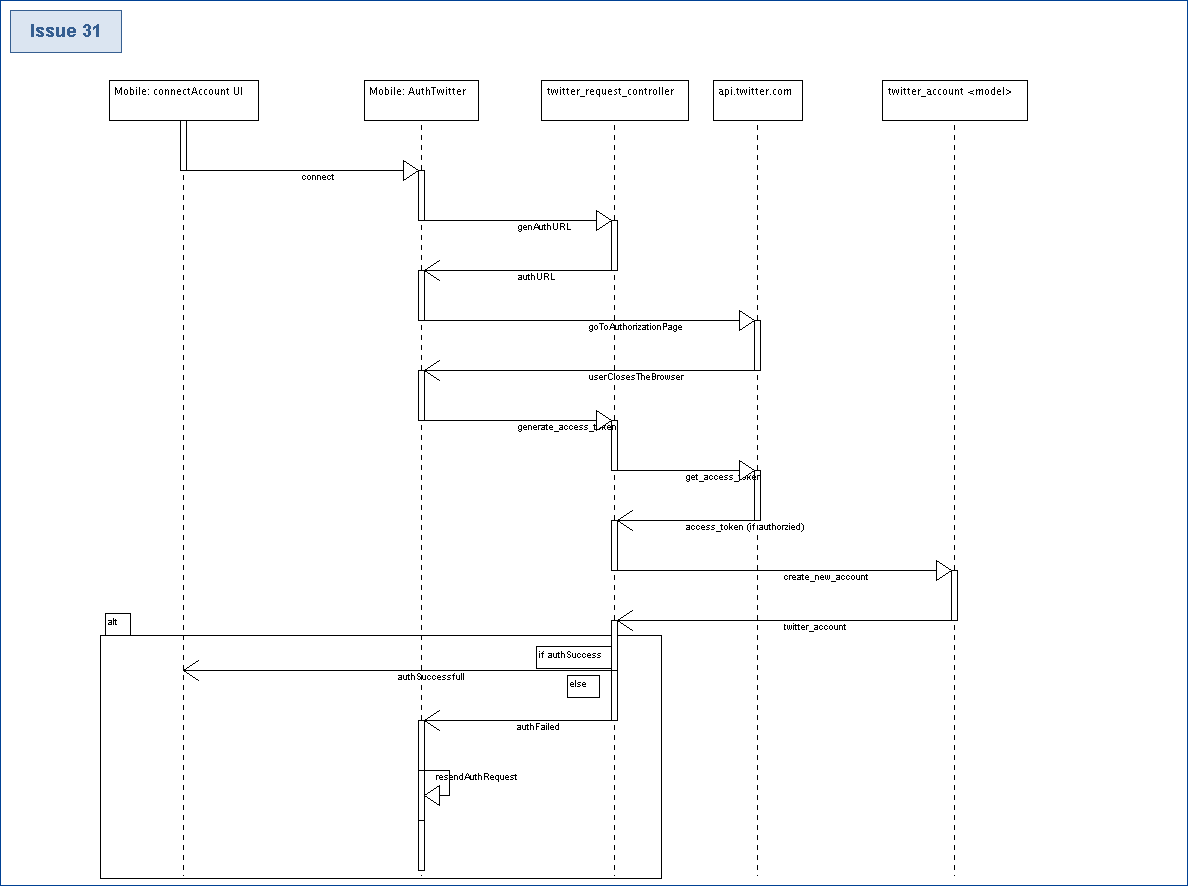 Issue 31
Mobile: connectAccount UI
Mobile: AuthTwitter
twitter_request_controller
api.twitter.com
twitter_account <model>
connect
genAuthURL
authURL
goToAuthorizationPage
userClosesTheBrowser
generate_access_token
get_access_token
access_token (if authorzied)
create_new_account
alt
twitter_account
if authSuccess
authSuccessfull
else
authFailed
resendAuthRequest